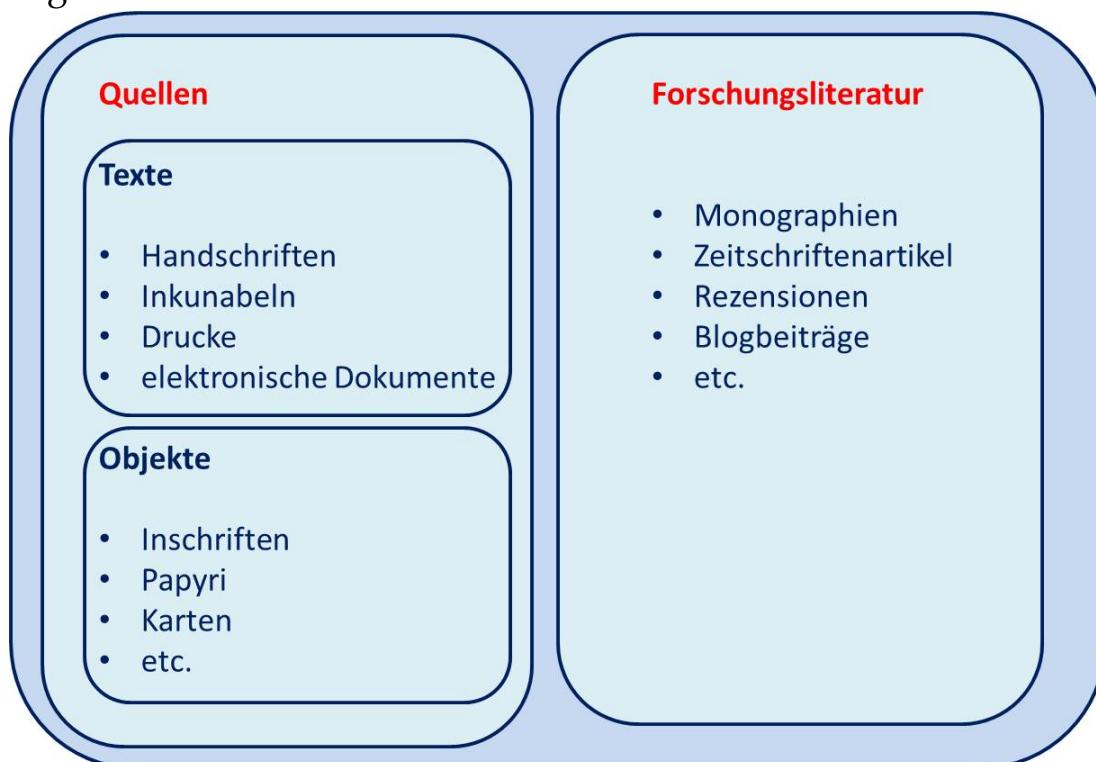 Quellen
Texte
• Handschriften
• Inkunabeln
• Drucke
• elektronische Dokumente
Objekte
• Inschriften
• Papyri
• Karten
• etc.
Forschungsliteratur
• Monographien
• Zeitschriftenartikel
• Rezensionen
• Blogbeiträge
• etc.